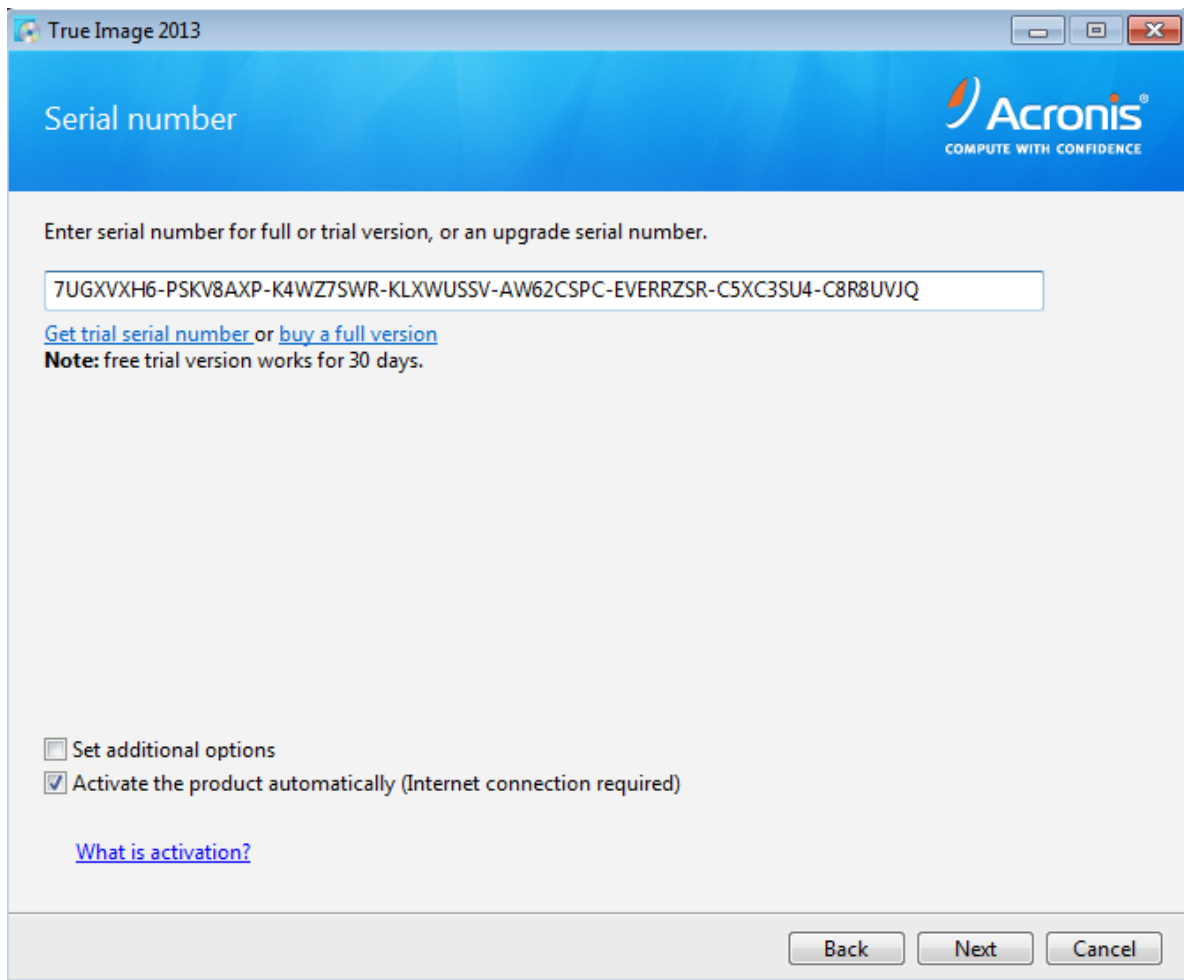 True Image 2013
Serial number
Acronis®
COMPUTE WITH CONFIDENCE
Enter serial number for full or trial version, or an upgrade serial number.
7UGXVXH6-PSKV8AXP-K4WZ7SWR-KLXWUSSV-AW62CSPC-EVERRZSR-C5XC3SU4-C8R8UVJQ
Get trial serial number or buy a full version
Note: free trial version works for 30 days.
Set additional options
Activate the product automatically (Internet connection required)
What is activation?
Back Next Cancel